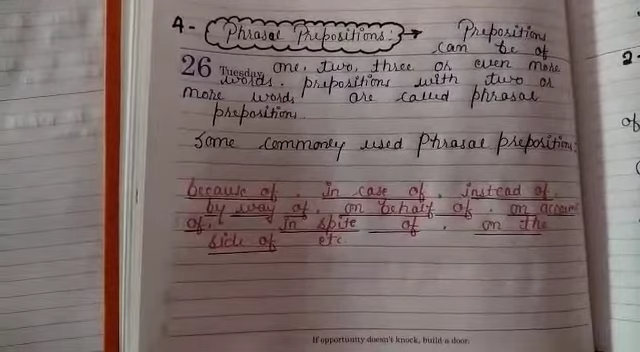 4- Phrasal Prepositions:→ Prepositions
can be of
26 Tuesday one, two, three or even more
words. prepositions with two or
more words are called phrasal
preposition.
Some commonly used Phrasal prepositions:
because of, in case of, instead of,
by way of, on behalf of, on account
of, in spite of, on the
side of etc
If opportunity doesn't knock, build a door.
2-
of